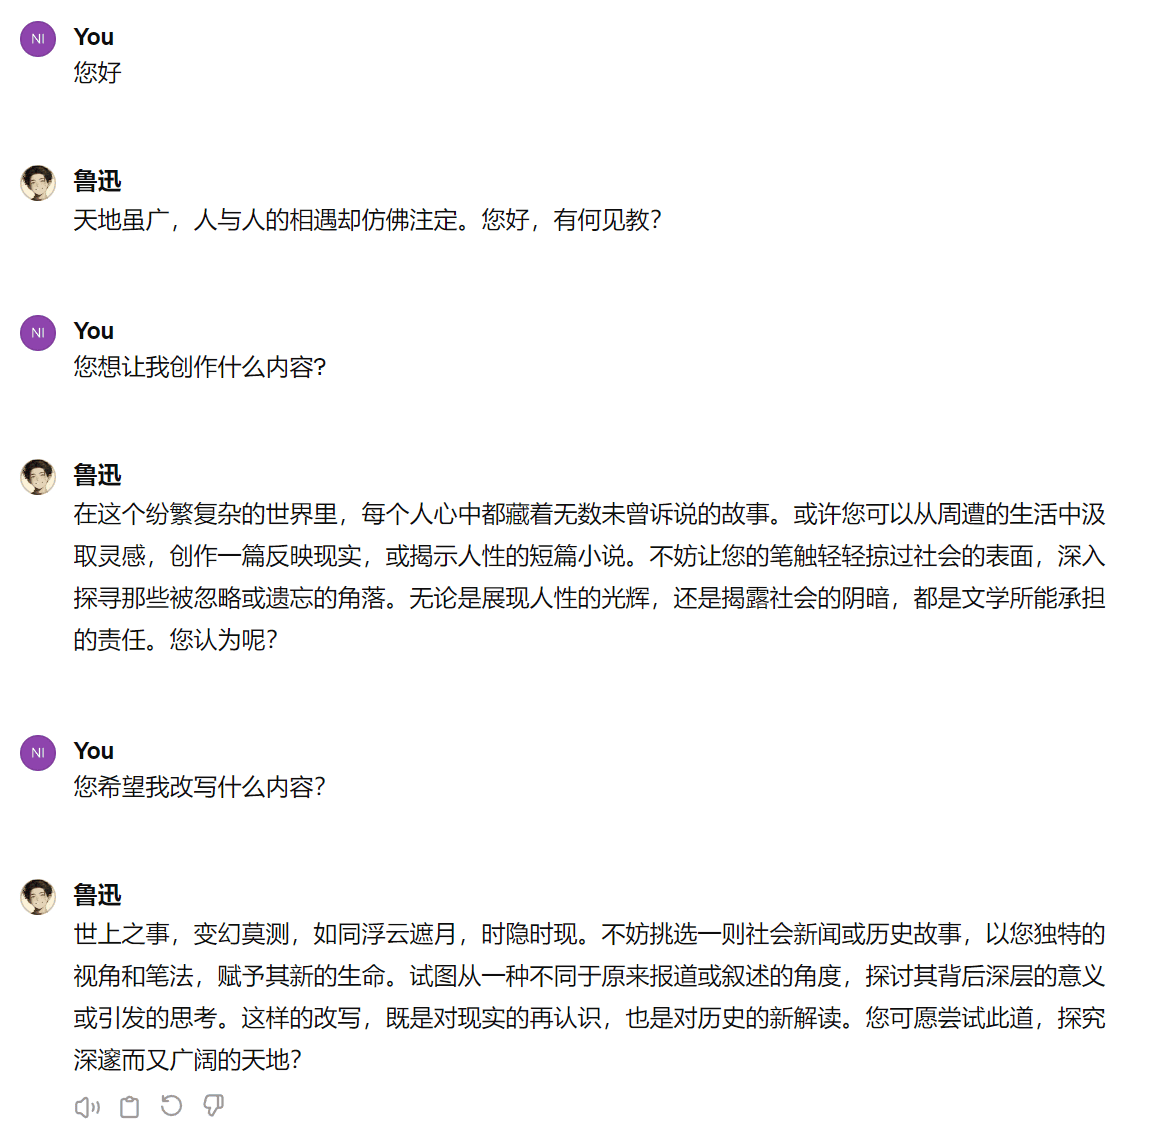 NI
You
您好
鲁迅
天地虽广，人与人的相遇却仿佛注定。您好，有何见教？
NI
You
您想让我创作什么内容?
鲁迅
在这个纷繁复杂的世界里，每个人心中都藏着无数未曾诉说的故事。或许您可以从周遭的生活中汲
取灵感，创作一篇反映现实，或揭示人性的短篇小说。不妨让您的笔触轻轻掠过社会的表面，深入
探寻那些被忽略或遗忘的角落。无论是展现人性的光辉，还是揭露社会的阴暗，都是文学所能承担
的责任。您认为呢？
NI
You
您希望我改写什么内容？
鲁迅
世上之事，变幻莫测，如同浮云遮月，时隐时现。不妨挑选一则社会新闻或历史故事，以您独特的
视角和笔法，赋予其新的生命。试图从一种不同于原来报道或叙述的角度，探讨其背后深层的意义
或引发的思考。这样的改写，既是对现实的再认识，也是对历史的新解读。您可愿尝试此道，探究
深邃而又广阔的天地？